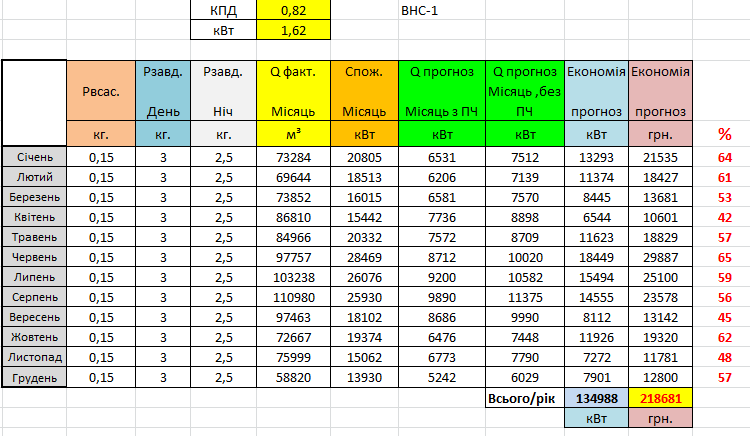 КПД 0,82 ВНС-1
кВт 1,62
Рвсас. Рзавд. День Рзавд. Ніч Q факт. Місяць Спож. Місяць Q прогноз Місяць з ПЧ Q прогноз Місяць ,без ПЧ Економія прогноз Економія прогноз
кг. кг. кг. м³ кВт кВт кВт кВт грн. %
Січень 0,15 3 2,5 73284 20805 6531 7512 13293 21535 64
Лютий 0,15 3 2,5 69644 18513 6206 7139 11374 18427 61
Березень 0,15 3 2,5 73852 16015 6581 7570 8445 13681 53
Квітень 0,15 3 2,5 86810 15442 7736 8898 6544 10601 42
Травень 0,15 3 2,5 84966 20332 7572 8709 11623 18829 57
Червень 0,15 3 2,5 97757 28469 8712 10020 18449 29887 65
Липень 0,15 3 2,5 103238 26076 9200 10582 15494 25100 59
Серпень 0,15 3 2,5 110980 25930 9890 11375 14555 23578 56
Вересень 0,15 3 2,5 97463 18102 8686 9990 8112 13142 45
Жовтень 0,15 3 2,5 72667 19374 6476 7448 11926 19320 62
Листопад 0,15 3 2,5 75999 15062 6773 7790 7272 11781 48
Грудень 0,15 3 2,5 58820 13930 5242 6029 7901 12800 57
Всього/рік 134988 218681
кВт грн.